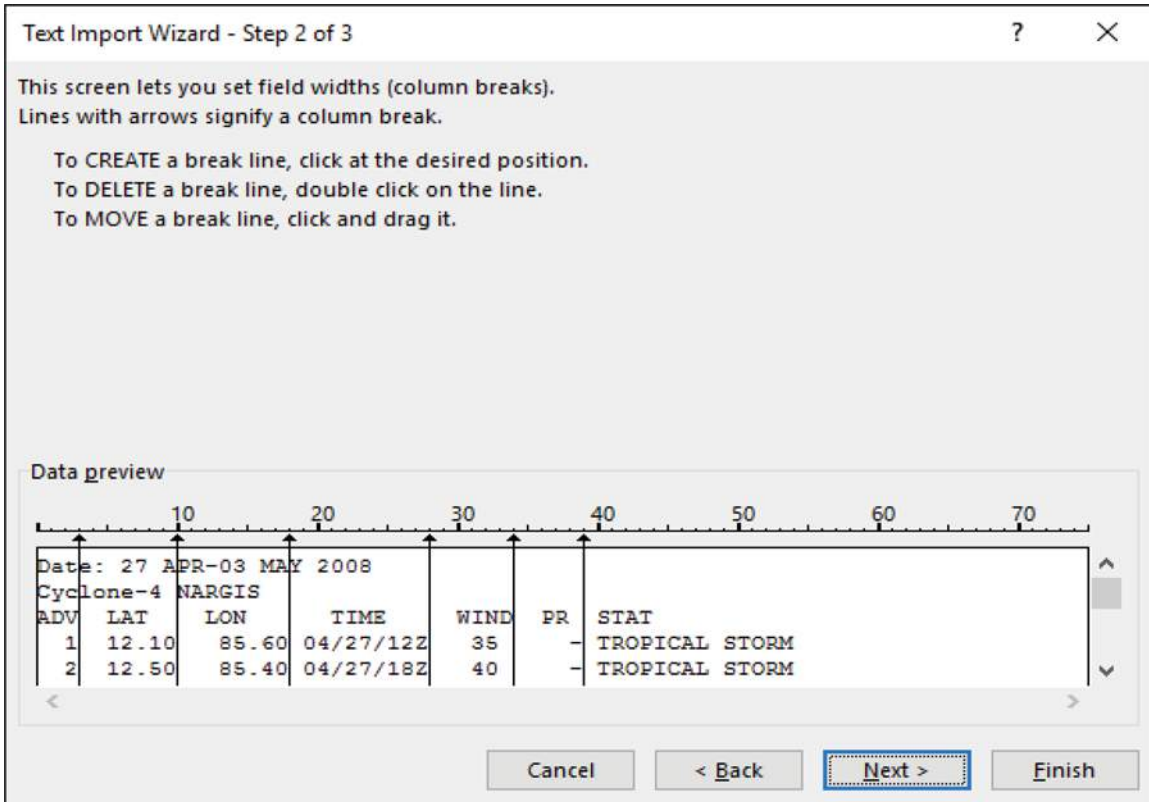 Text Import Wizard - Step 2 of 3 ?
This screen lets you set field widths (column breaks).
Lines with arrows signify a column break.
To CREATE a break line, click at the desired position.
To DELETE a break line, double click on the line.
To MOVE a break line, click and drag it.
Data preview
10 20 30 40 50 60 70
Date: 27 APR-03 MAY 2008
Cyclone-4 NARGIS
ADV LAT LON TIME WIND PR STAT
1 12.10 85.60 04/27/12Z 35 - TROPICAL STORM
2 12.50 85.40 04/27/18Z 40 - TROPICAL STORM
Cancel < Back Next > Finish